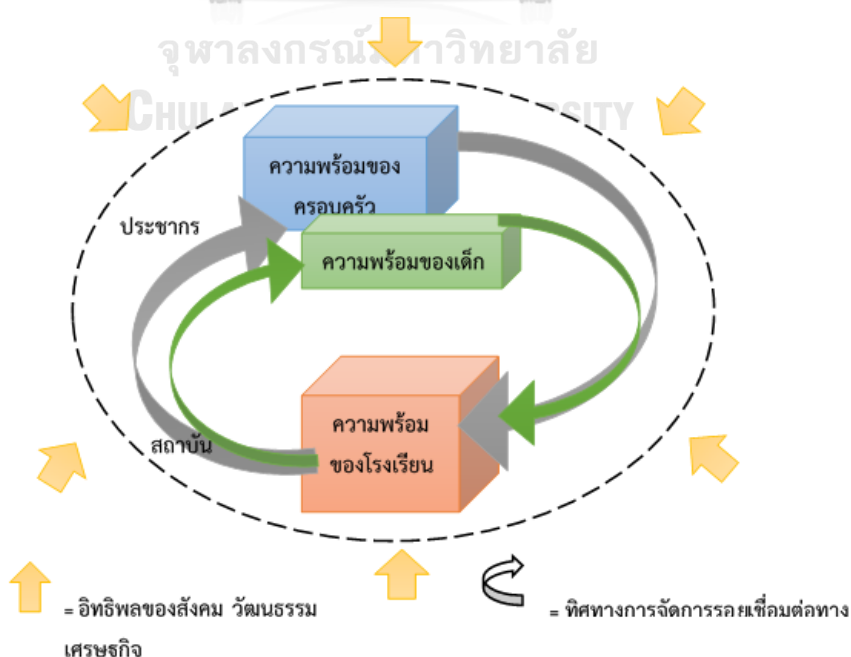 จุฬาลงกรณ์มหาวิทยาลัย
CHUL
RSITY
ความพร้อมของ
ครอบครัว
ประชากร
ความพร้อมของเด็ก
ความพร้อม
ของโรงเรียน
สถาบัน
= อิทธิพลของสังคม วัฒนธรรม
เศรษฐกิจ
= ทิศทางการจัดการรอยเชื่อมต่อทาง